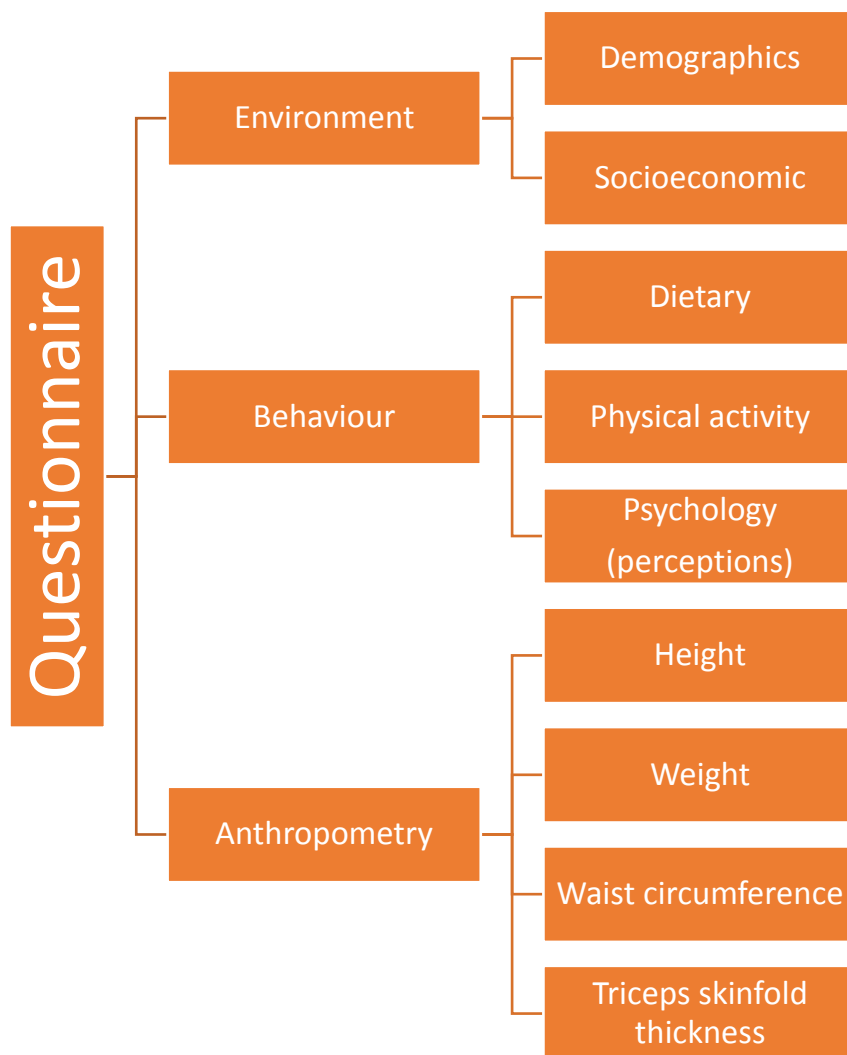 Questionnaire
Environment
Demographics
Socioeconomic
Behaviour
Dietary
Physical activity
Psychology
(perceptions)
Anthropometry
Height
Weight
Waist circumference
Triceps skinfold
thickness